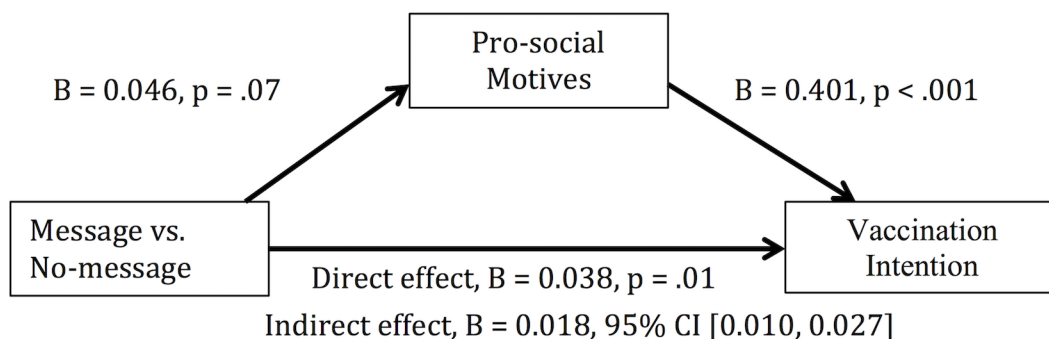 Pro-social
Motives
B = 0.046, p = .07
B = 0.401, p < .001
Message vs.
No-message
Vaccination
Intention
Direct effect, B = 0.038, p = .01
Indirect effect, B = 0.018, 95% CI [0.010, 0.027]